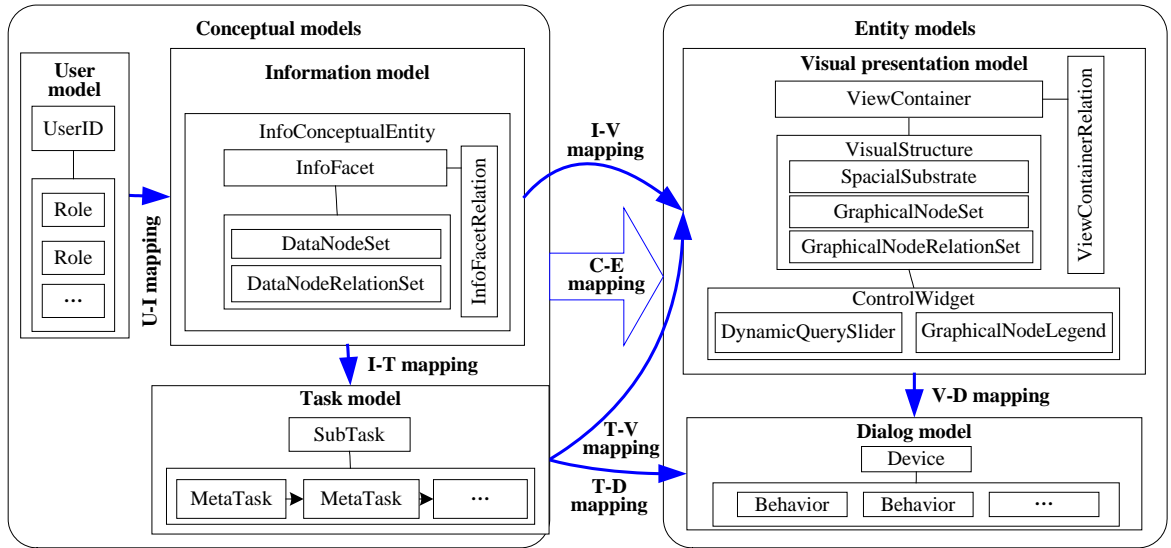 Conceptual models
User
model
UserID
Role
Role
...
U-I mapping
Information model
InfoConceptualEntity
InfoFacet
InfoFacetRelation
DataNodeSet
DataNodeRelationSet
I-T mapping
Task model
SubTask
MetaTask
MetaTask
...
I-V
mapping
C-E
mapping
T-V
mapping
T-D
mapping
Entity models
Visual presentation model
ViewContainer
ViewContainerRelation
VisualStructure
SpacialSubstrate
GraphicalNodeSet
GraphicalNodeRelationSet
ControlWidget
DynamicQuerySlider
GraphicalNodeLegend
V-D mapping
Dialog model
Device
Behavior
Behavior
...